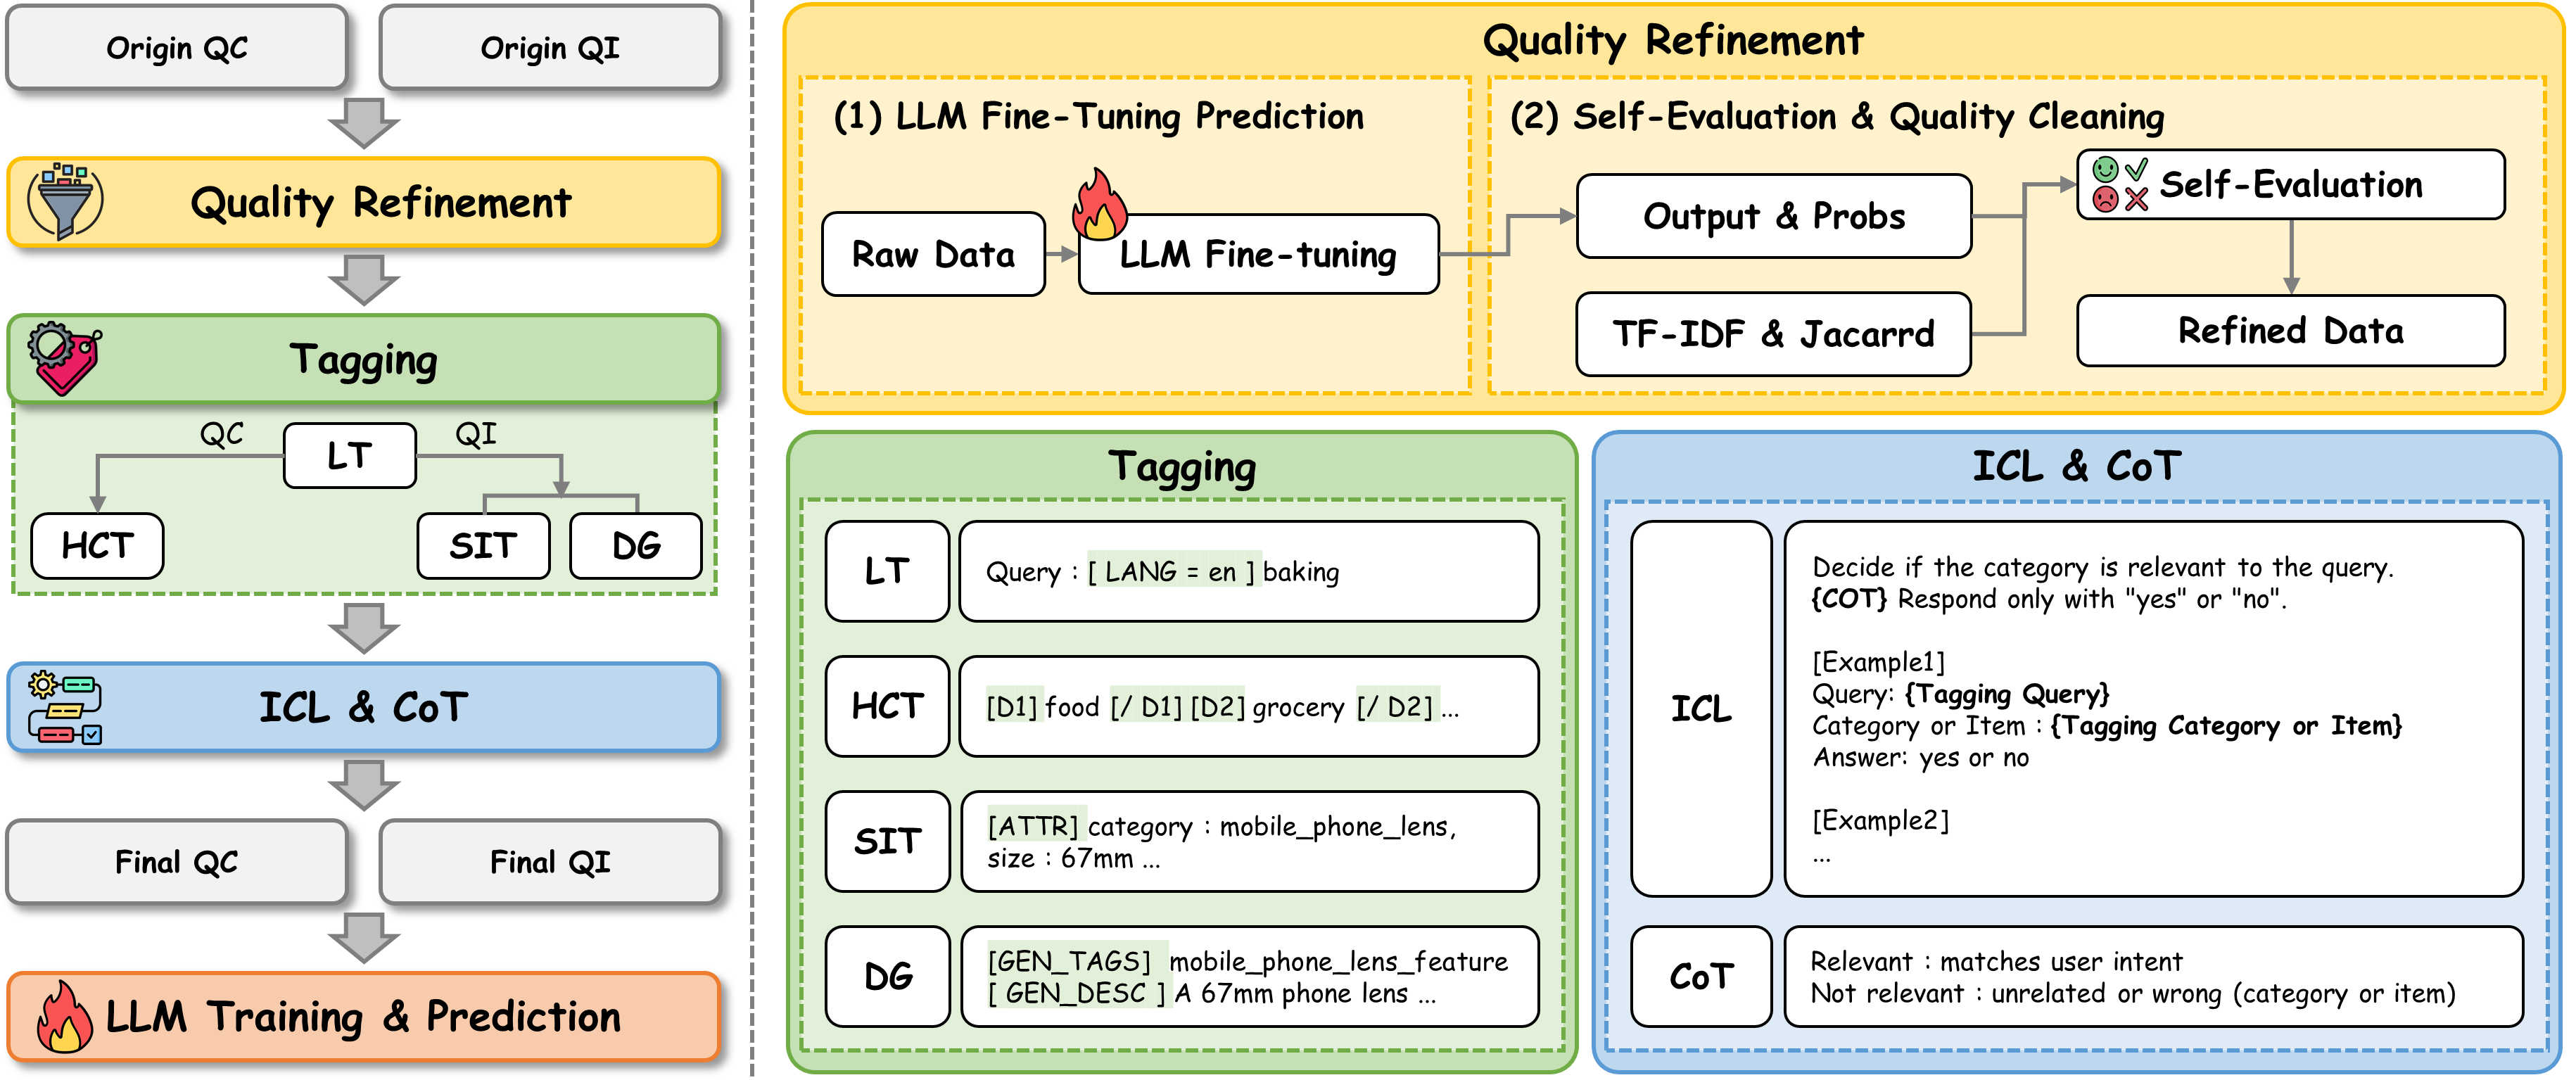 Origin QC
Origin QI
Quality Refinement
Tagging
QC
LT
QI
HCT
SIT
DG
ICL & CoT
Final QC
Final QI
LLM Training & Prediction
Quality Refinement
(1) LLM Fine-Tuning Prediction
Raw Data
LLM Fine-tuning
(2) Self-Evaluation & Quality Cleaning
Output & Probs
TF-IDF & Jacarrd
Self-Evaluation
Refined Data
Tagging
LT
Query : [ LANG = en ] baking
HCT
[D1] food [/ D1] [D2] grocery [/ D2] ...
SIT
[ATTR] category : mobile_phone_lens,
size : 67mm ...
DG
[GEN_TAGS] mobile_phone_lens_feature
[ GEN_DESC ] A 67mm phone lens ...
ICL & CoT
ICL
Decide if the category is relevant to the query.
{COT} Respond only with "yes" or "no".
[Example1]
Query: {Tagging Query}
Category or Item : {Tagging Category or Item}
Answer: yes or no
[Example2]
...
CoT
Relevant : matches user intent
Not relevant : unrelated or wrong (category or item)